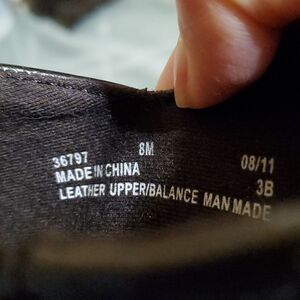 36797 8M 08/11
MADE IN CHINA 3B
LEATHER UPPER/BALANCE MAN MADE